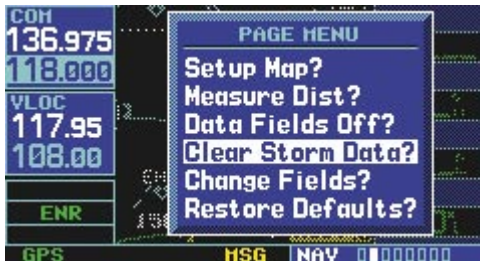 COM
136.975
118.000
VLOC
117.95
108.00
ENR
GPS
PAGE MENU
Setup Map?
Measure Dist?
Data Fields Off?
Clear Storm Data?
Change Fields?
Restore Defaults?
MSG
NAV